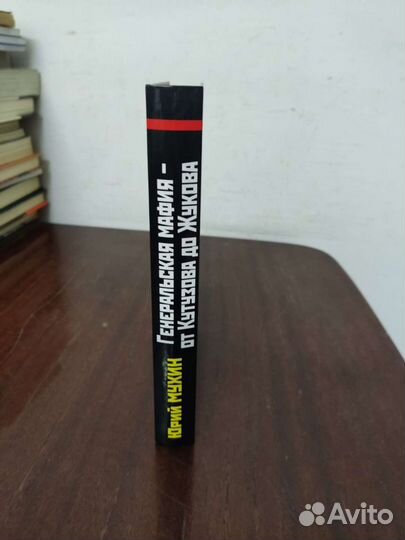 Юрий МУХИН
Генеральская мафия –
от Кутузова до Жукова
Avito